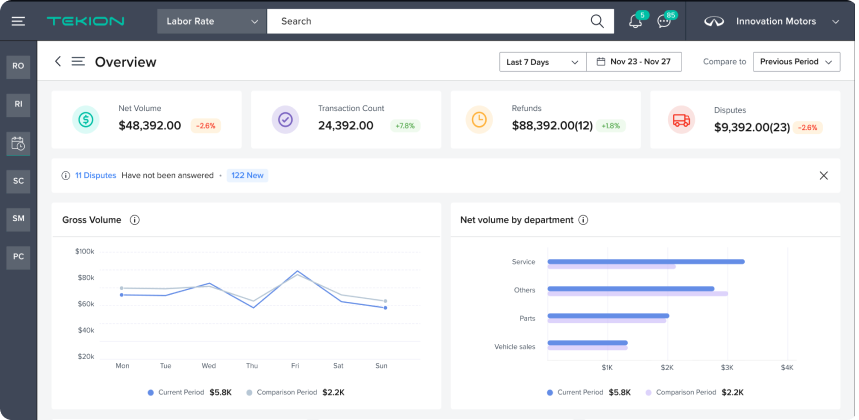 TEKION
Labor Rate
Search
5
85
Innovation Motors
RO
RI
SC
SM
PC
Overview
Last 7 Days
Nov 23 - Nov 27
Compare to
Previous Period
Net Volume
$48,392.00
-2.6%
Transaction Count
24,392.00
+7.8%
Refunds
$88,392.00(12)
+1.8%
Disputes
$9,392.00(23)
-2.6%
11 Disputes Have not been answered • 122 New
Gross Volume
$100k
$80k
$60k
$40k
$20k
Mon Tue Wed Thu Fri Sat Sun
Current Period $5.8K Comparison Period $2.2K
Net volume by department
Service
Others
Parts
Vehicle sales
$1K $2K $3K $4K
Current Period $5.8K Comparison Period $2.2K